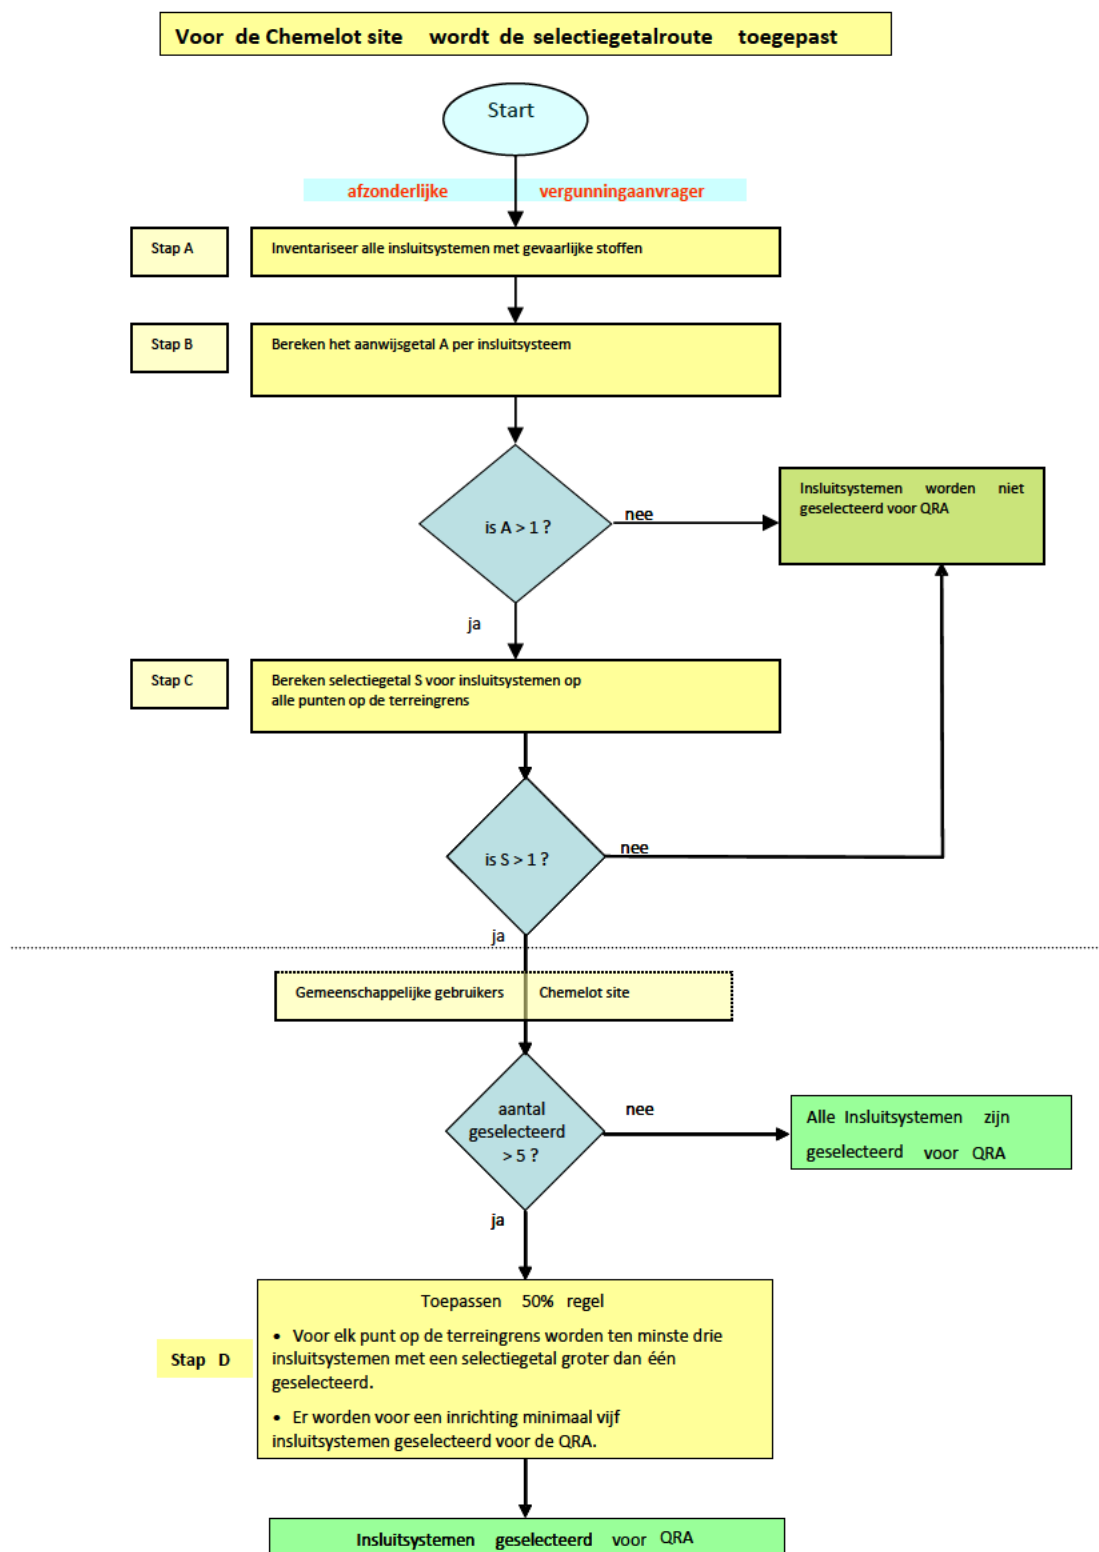 Voor de Chemelot site wordt de selectiegetalroute toegepast
Start
afzonderlijke vergunningaanvrager
Stap A
Inventariseer alle insluitsystemen met gevaarlijke stoffen
Stap B
Bereken het aanwijsgetal A per insluitsysteem
is A > 1 ?
nee
Insluitsystemen worden niet
geselecteerd voor QRA
ja
Stap C
Bereken selectiegetal S voor insluitsystemen op
alle punten op de terreingrens
is S > 1 ?
nee
ja
Gemeenschappelijke gebruikers Chemelot site
aantal
geselecteerd
> 5 ?
nee
Alle Insluitsystemen zijn
geselecteerd voor QRA
ja
Stap D
Toepassen 50% regel
• Voor elk punt op de terreingrens worden ten minste drie
insluitsystemen met een selectiegetal groter dan één
geselecteerd.
• Er worden voor een inrichting minimaal vijf
insluitsystemen geselecteerd voor de QRA.
Insluitsystemen geselecteerd voor QRA